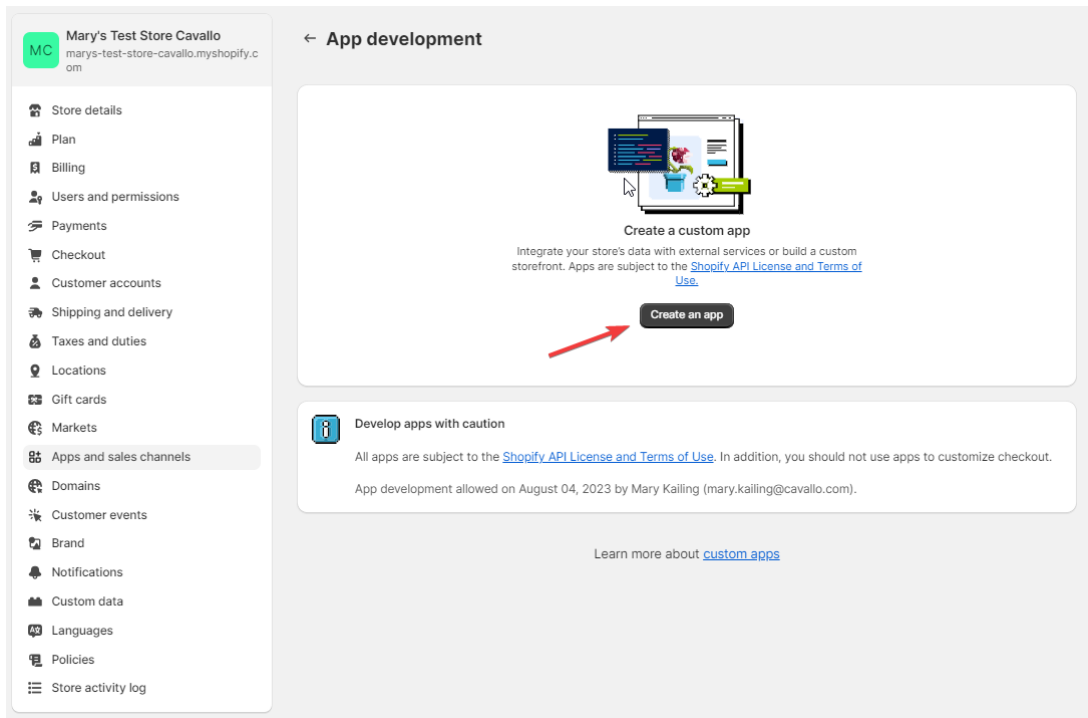 MC
Mary's Test Store Cavallo
marys-test-store-cavallo.myshopify.c
om
Store details
Plan
Billing
Users and permissions
Payments
Checkout
Customer accounts
Shipping and delivery
Taxes and duties
Locations
Gift cards
Markets
Apps and sales channels
Domains
Customer events
Brand
Notifications
Custom data
Languages
Policies
Store activity log
← App development
Create a custom app
Integrate your store's data with external services or build a custom
storefront. Apps are subject to the Shopify API License and Terms of
Use.
Create an app
Develop apps with caution
All apps are subject to the Shopify API License and Terms of Use. In addition, you should not use apps to customize checkout.
App development allowed on August 04, 2023 by Mary Kailing (mary.kailing@cavallo.com).
Learn more about custom apps